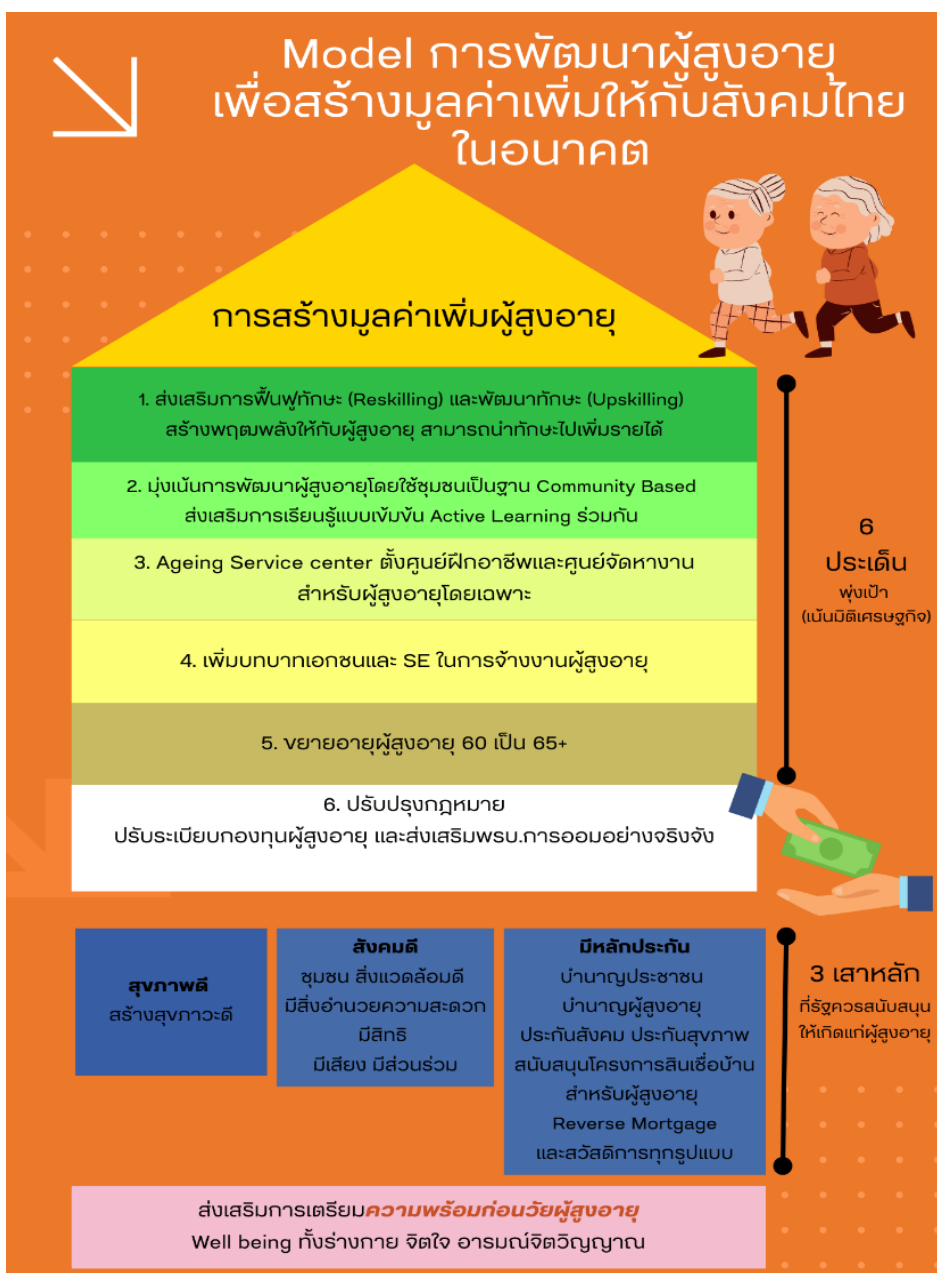 Model การพัฒนาผู้สูงอายุ
เพื่อสร้างมูลค่าเพิ่มให้กับสังคมไทย
ในอนาคต
การสร้างมูลค่าเพิ่มผู้สูงอายุ
1. ส่งเสริมการฟื้นฟูทักษะ (Reskilling) และพัฒนาทักษะ (Upskilling)
สร้างพฤฒพลังให้กับผู้สูงอายุ สามารถนำทักษะไปเพิ่มรายได้
2. มุ่งเน้นการพัฒนาผู้สูงอายุโดยใช้ชุมชนเป็นฐาน Community Based
ส่งเสริมการเรียนรู้แบบเข้มข้น Active Learning ร่วมกัน
3. Ageing Service center ตั้งศูนย์ฝึกอาชีพและศูนย์จัดหางาน
สำหรับผู้สูงอายุโดยเฉพาะ
4. เพิ่มบทบาทเอกชนและ SE ในการจ้างงานผู้สูงอายุ
5. ขยายอายุผู้สูงอายุ 60 เป็น 65+
6. ปรับปรุงกฎหมาย
ปรับระเบียบกองทุนผู้สูงอายุ และส่งเสริมพรบ.การออมอย่างจริงจัง
6
ประเด็น
พุ่งเป้า
(เน้นมิติเศรษฐกิจ)
สุขภาพดี
สร้างสุขภาวะดี
สังคมดี
ชุมชน สิ่งแวดล้อมดี
มีสิ่งอำนวยความสะดวก
มีสิทธิ
มีเสียง มีส่วนร่วม
มีหลักประกัน
บำนาญประชาชน
บำนาญผู้สูงอายุ
ประกันสังคม ประกันสุขภาพ
สนับสนุนโครงการสินเชื่อบ้าน
สำหรับผู้สูงอายุ
Reverse Mortgage
และสวัสดิการทุกรูปแบบ
3 เสาหลัก
ที่รัฐควรสนับสนุน
ให้เกิดแก่ผู้สูงอายุ
ส่งเสริมการเตรียมความพร้อมก่อนวัยผู้สูงอายุ
Well being ทั้งร่างกาย จิตใจ อารมณ์จิตวิญญาณ